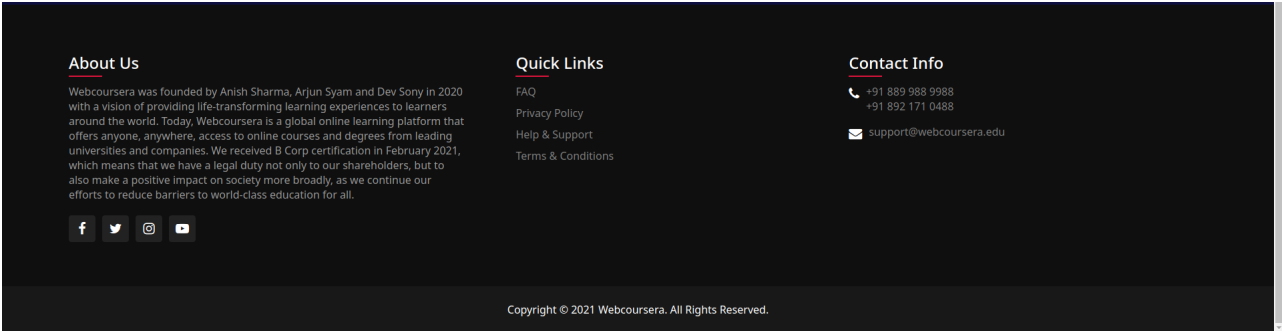 About Us
Webcoursera was founded by Anish Sharma, Arjun Syam and Dev Sony in 2020
with a vision of providing life-transforming learning experiences to learners
around the world. Today, Webcoursera is a global online learning platform that
offers anyone, anywhere, access to online courses and degrees from leading
universities and companies. We received B Corp certification in February 2021,
which means that we have a legal duty not only to our shareholders, but to
also make a positive impact on society more broadly, as we continue our
efforts to reduce barriers to world-class education for all.
Quick Links
FAQ
Privacy Policy
Help & Support
Terms & Conditions
Contact Info
+91 889 988 9988
+91 892 171 0488
support@webcoursera.edu
Copyright © 2021 Webcoursera. All Rights Reserved.